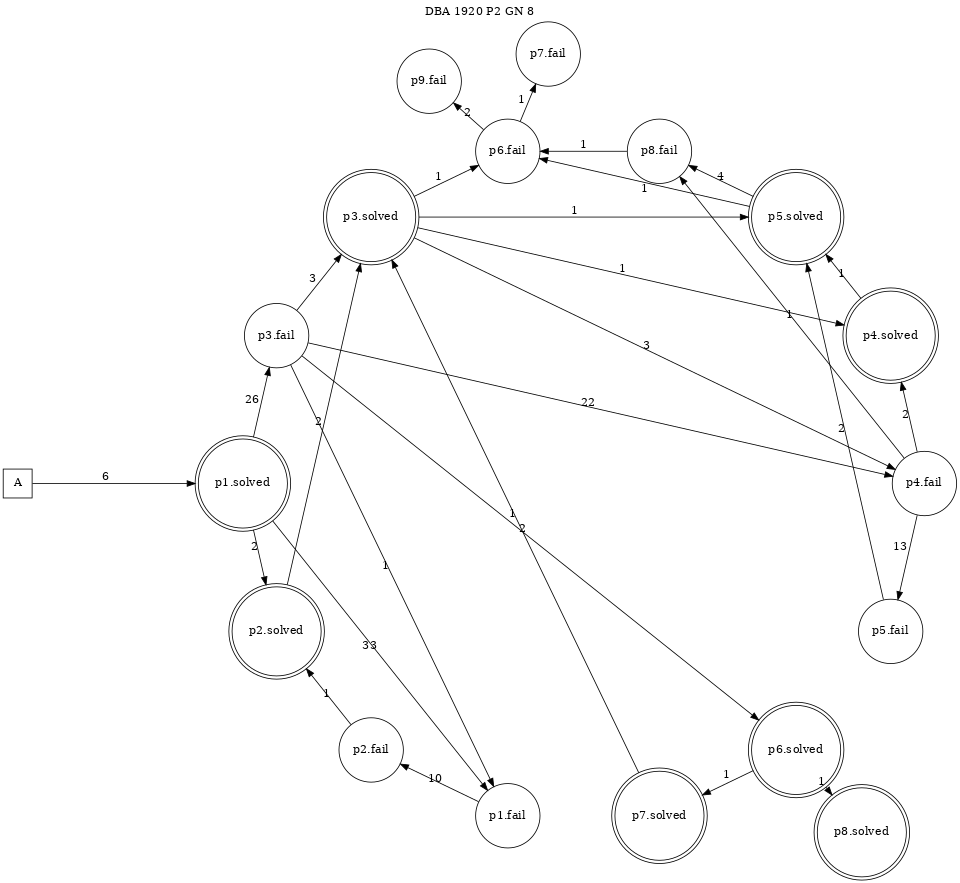 DBA 1920 P2 GN 8
p7.fail
p9.fail
2
1
p6.fail
1
p8.fail
4
1
1
p3.solved
1
p5.solved
1
1
3
1
p3.fail
3
p4.solved
26
22
2
2
2
A
6
p1.solved
p4.fail
1
2
2
13
1
p2.solved
33
p5.fail
1
p2.fail
10
p1.fail
p6.solved
1
1
p7.solved
p8.solved